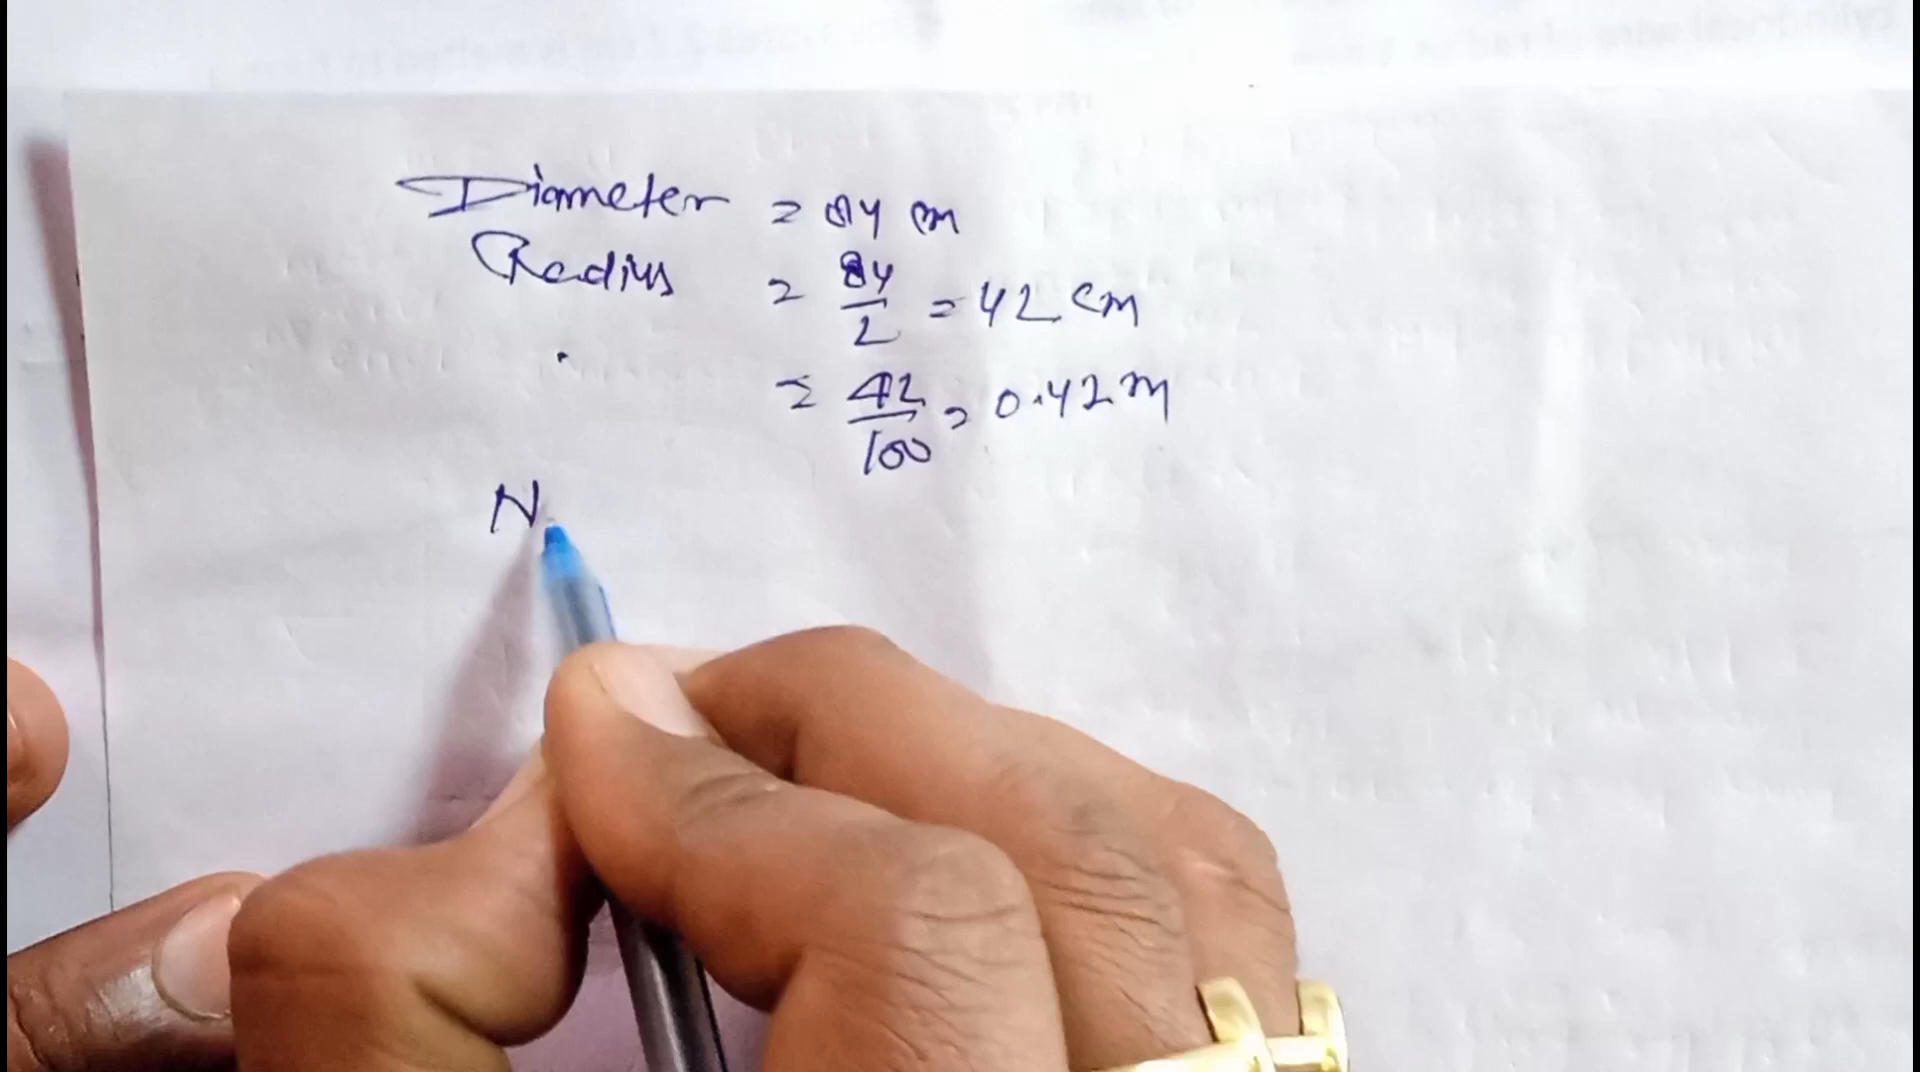 Diameter = 84 cm
Radius = 84/2 = 42 cm
= 42/100 = 0.42 m
N